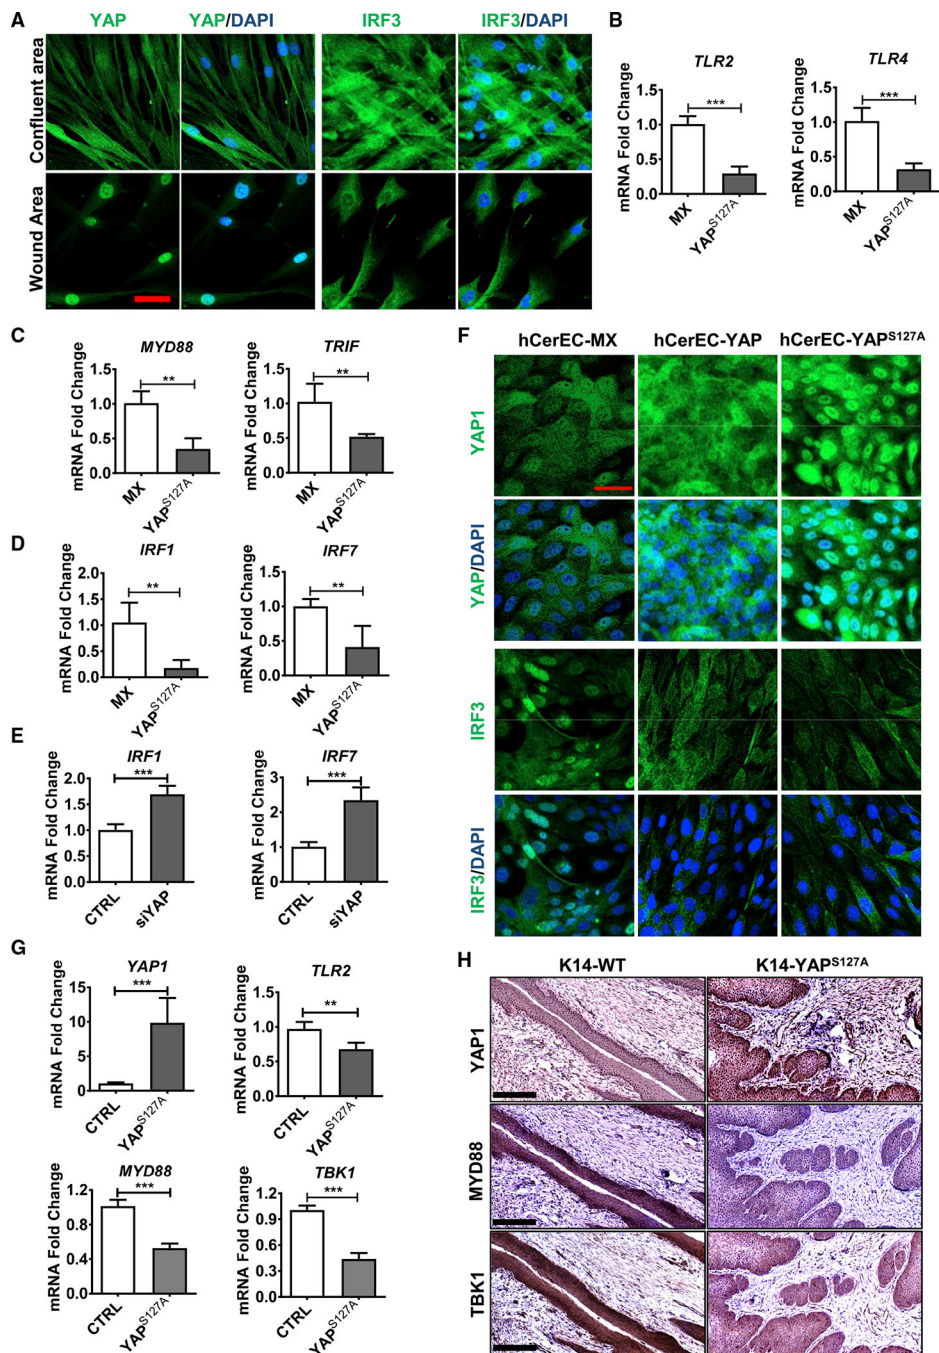 A
YAP
YAP/DAPI
IRF3
IRF3/DAPI
Confluent area
Wound Area
B
TLR2
mRNA Fold Change
1.5
1.0
0.5
0.0
***
MX
YAPS127A
TLR4
mRNA Fold Change
1.5
1.0
0.5
0.0
***
MX
YAPS127A
C
MYD88
mRNA Fold Change
1.5
1.0
0.5
0.0
**
MX
YAPS127A
TRIF
mRNA Fold Change
1.5
1.0
0.5
0.0
**
MX
YAPS127A
D
IRF1
mRNA Fold Change
2.0
1.5
1.0
0.5
0.0
**
MX
YAPS127A
IRF7
mRNA Fold Change
1.5
1.0
0.5
0.0
**
MX
YAPS127A
E
IRF1
mRNA Fold Change
2.0
1.5
1.0
0.5
0.0
***
CTRL
siYAP
IRF7
mRNA Fold Change
3
2
1
0
***
CTRL
siYAP
F
hCerEC-MX
hCerEC-YAP
hCerEC-YAPS127A
YAP1
YAP/DAPI
IRF3
IRF3/DAPI
G
YAP1
mRNA Fold Change
15
10
5
0
***
CTRL
YAPS127A
TLR2
mRNA Fold Change
1.5
1.0
0.5
0.0
**
CTRL
YAPS127A
MYD88
mRNA Fold Change
1.2
0.8
0.4
0.0
***
CTRL
YAPS127A
TBK1
mRNA Fold Change
1.2
0.9
0.6
0.3
0.0
***
CTRL
YAPS127A
H
K14-WT
K14-YAPS127A
YAP1
MYD88
TBK1